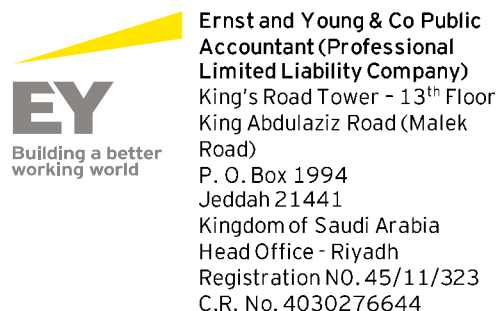 EY
Building a better
working world
Ernst and Young & Co Public
Accountant (Professional
Limited Liability Company)
King's Road Tower – 13th Floor
King Abdulaziz Road (Malek
Road)
P. O. Box 1994
Jeddah 21441
Kingdom of Saudi Arabia
Head Office - Riyadh
Registration NO. 45/11/323
C.R. No. 4030276644